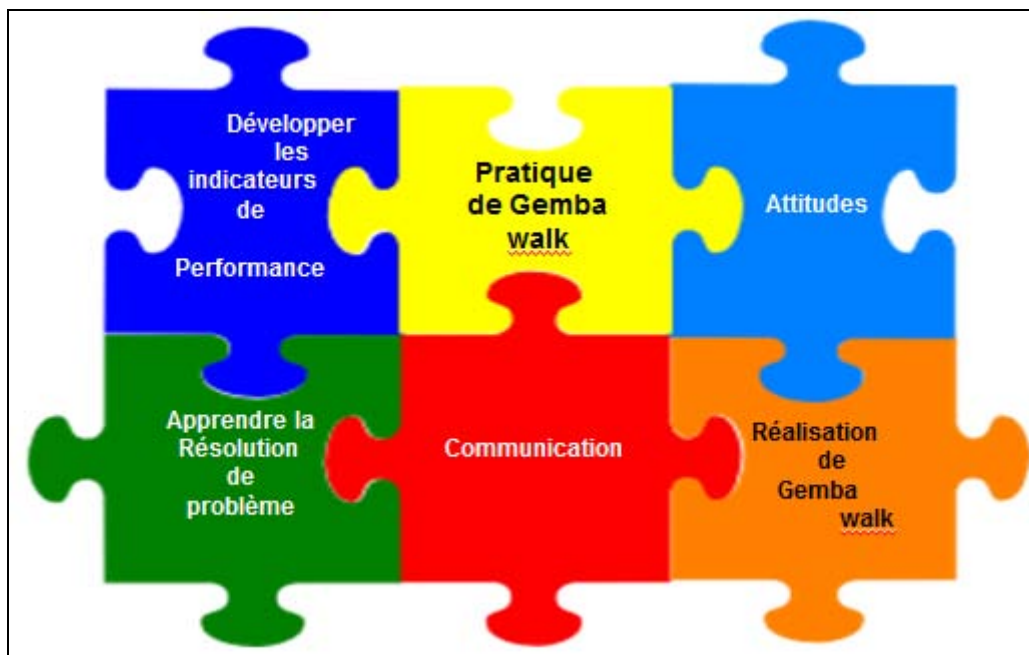 Développer
les
indicateurs
de
Performance
Pratique
de Gemba
walk
Attitudes
Apprendre la
Résolution
de
problème
Communication
Réalisation
de
Gemba
walk